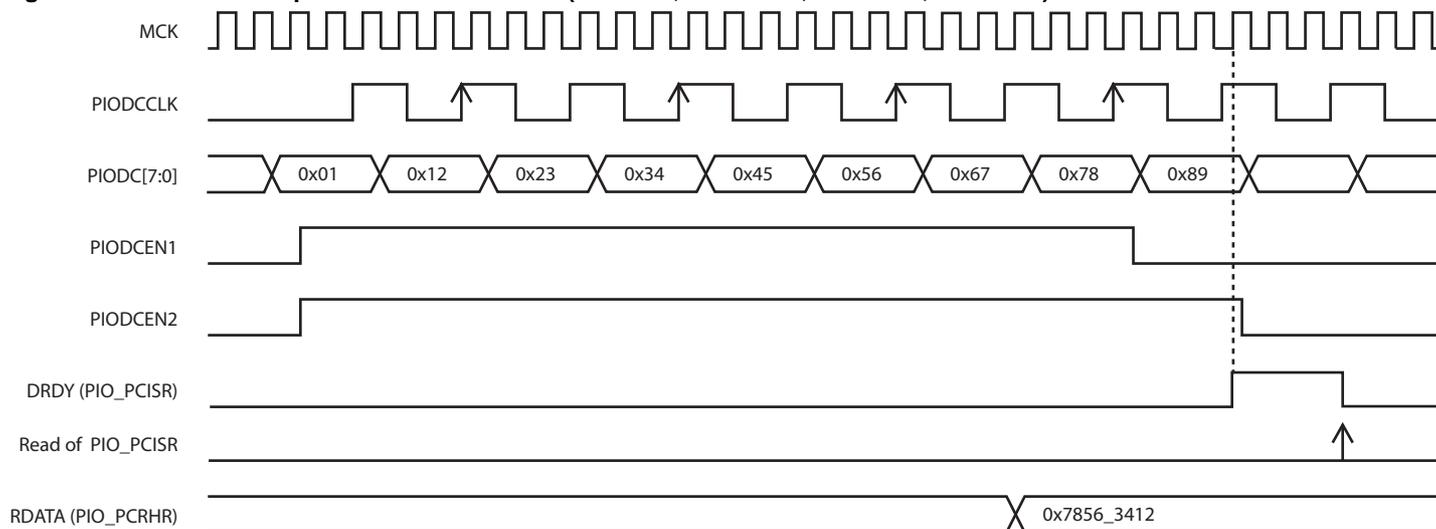 MCK
PIODCCLK
PIODC[7:0] 0x01 0x12 0x23 0x34 0x45 0x56 0x67 0x78 0x89
PIODCEN1
PIODCEN2
DRDY (PIO_PCISR)
Read of PIO_PCISR
RDATA (PIO_PCRHR) 0x7856_3412